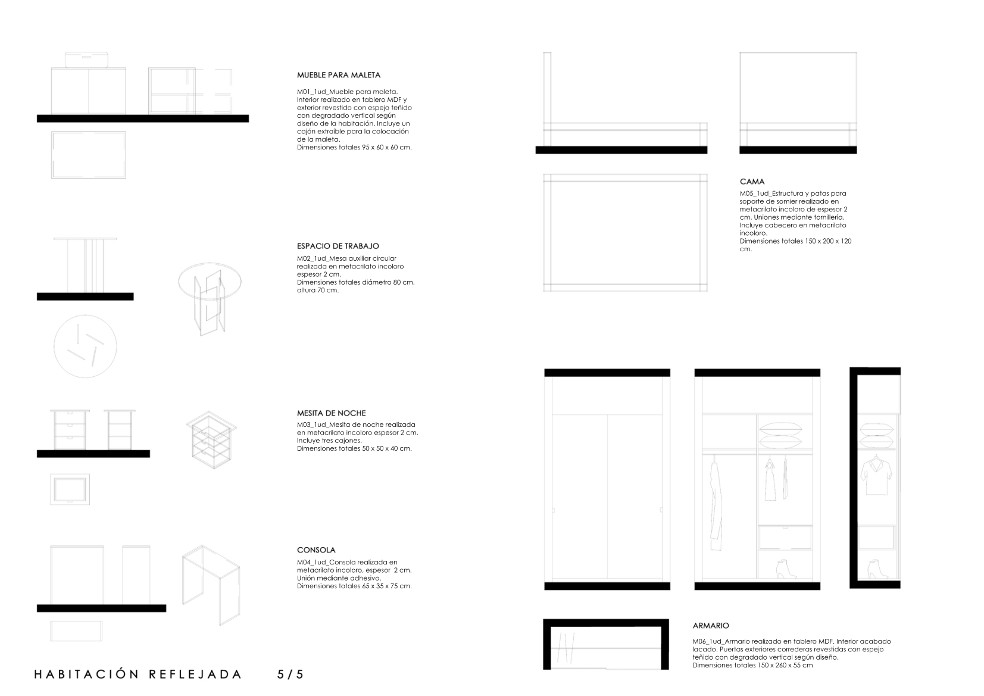 MUEBLE PARA MALETA
M01_1ud_Mueble para maleta.
Interior realizado en tablero MDF y
exterior revestido con espejo teñido
con degradado vertical según
diseño de la habitación. Incluye un
cajón extraible para la colocación
de la maleta.
Dimensiones totales 95 x 60 x 60 cm.
ESPACIO DE TRABAJO
M02_1ud_Mesa auxiliar circular
realizada en metacrilato incoloro
espesor 2 cm.
Dimensiones totales diámetro 80 cm.
altura 70 cm.
MESITA DE NOCHE
M03_1ud_Mesita de noche realizada
en metacrilato incoloro espesor 2 cm.
Incluye tres cajones.
Dimensiones totales 50 x 50 x 40 cm.
CONSOLA
M04_1ud_Consola realizada en
metacrilato incoloro, espesor 2 cm.
Unión mediante adhesivo.
Dimensiones totales 65 x 35 x 75 cm.
CAMA
M05_1ud_Estructura y patas para
soporte de somier realizado en
metacrilato incoloro de espesor 2
cm. Uniones mediante tornillería.
Incluye cabecero en metacrilato
incoloro.
Dimensiones totales 150 x 200 x 120
cm.
ARMARIO
M06_1ud_Armario realizado en tablero MDF. Interior acabado
lacado. Puertas exteriores correderas revestidas con espejo
teñido con degradado vertical según diseño.
Dimensiones totales 150 x 260 x 55 cm
HABITACIÓN REFLEJADA 5/5